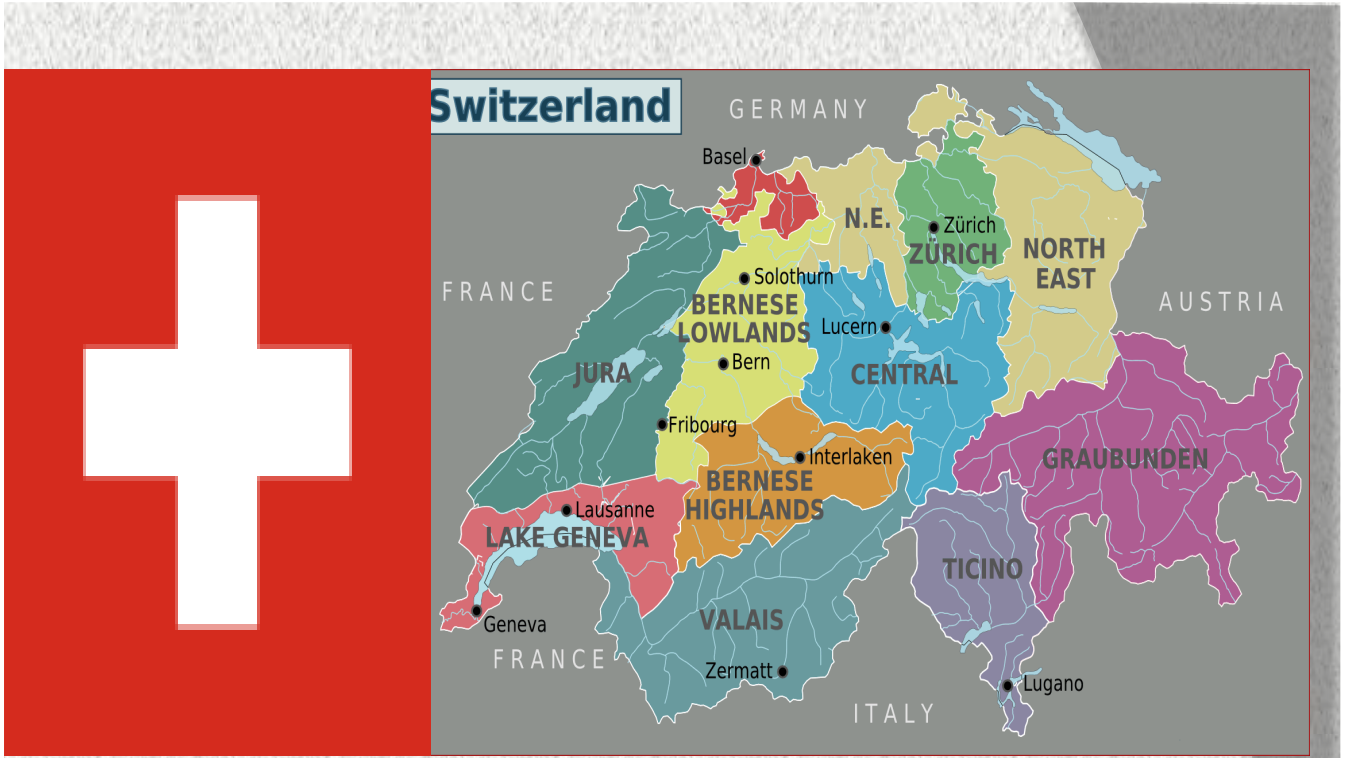 Switzerland
GERMANY
Basel
N.E.
Zürich
ZÜRICH
NORTH
EAST
FRANCE
Solothurn
BERNESE
LOWLANDS
AUSTRIA
Lucern
Bern
JURA
CENTRAL
Fribourg
Interlaken
GRAUBUNDEN
BERNESE
HIGHLANDS
Lausanne
LAKE GENEVA
TICINO
Geneva
VALAIS
FRANCE
Zermatt
Lugano
ITALY